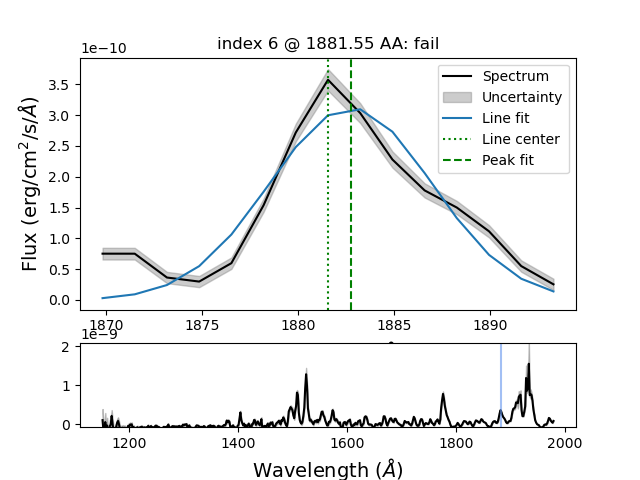 index 6 @ 1881.55 AA: fail
1e−10
Flux (erg/cm²/s/Å)
3.5
3.0
2.5
2.0
1.5
1.0
0.5
0.0
Spectrum
Uncertainty
Line fit
Line center
Peak fit
1870 1875 1880 1885 1890
1e−9
2
1
0
1200 1400 1600 1800 2000
Wavelength (Å)